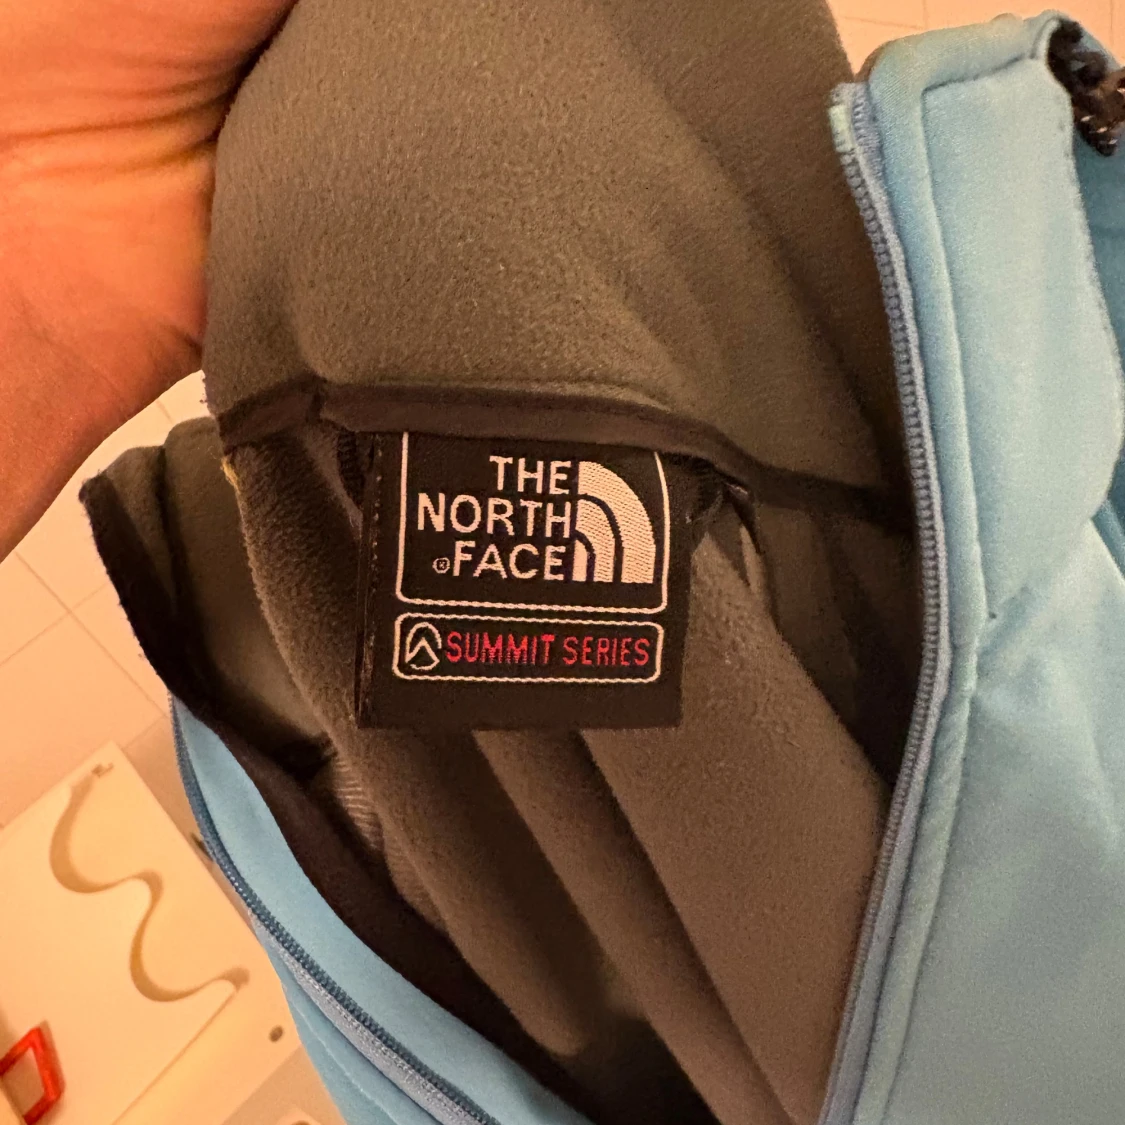 THE
NORTH
®FACE
SUMMIT SERIES